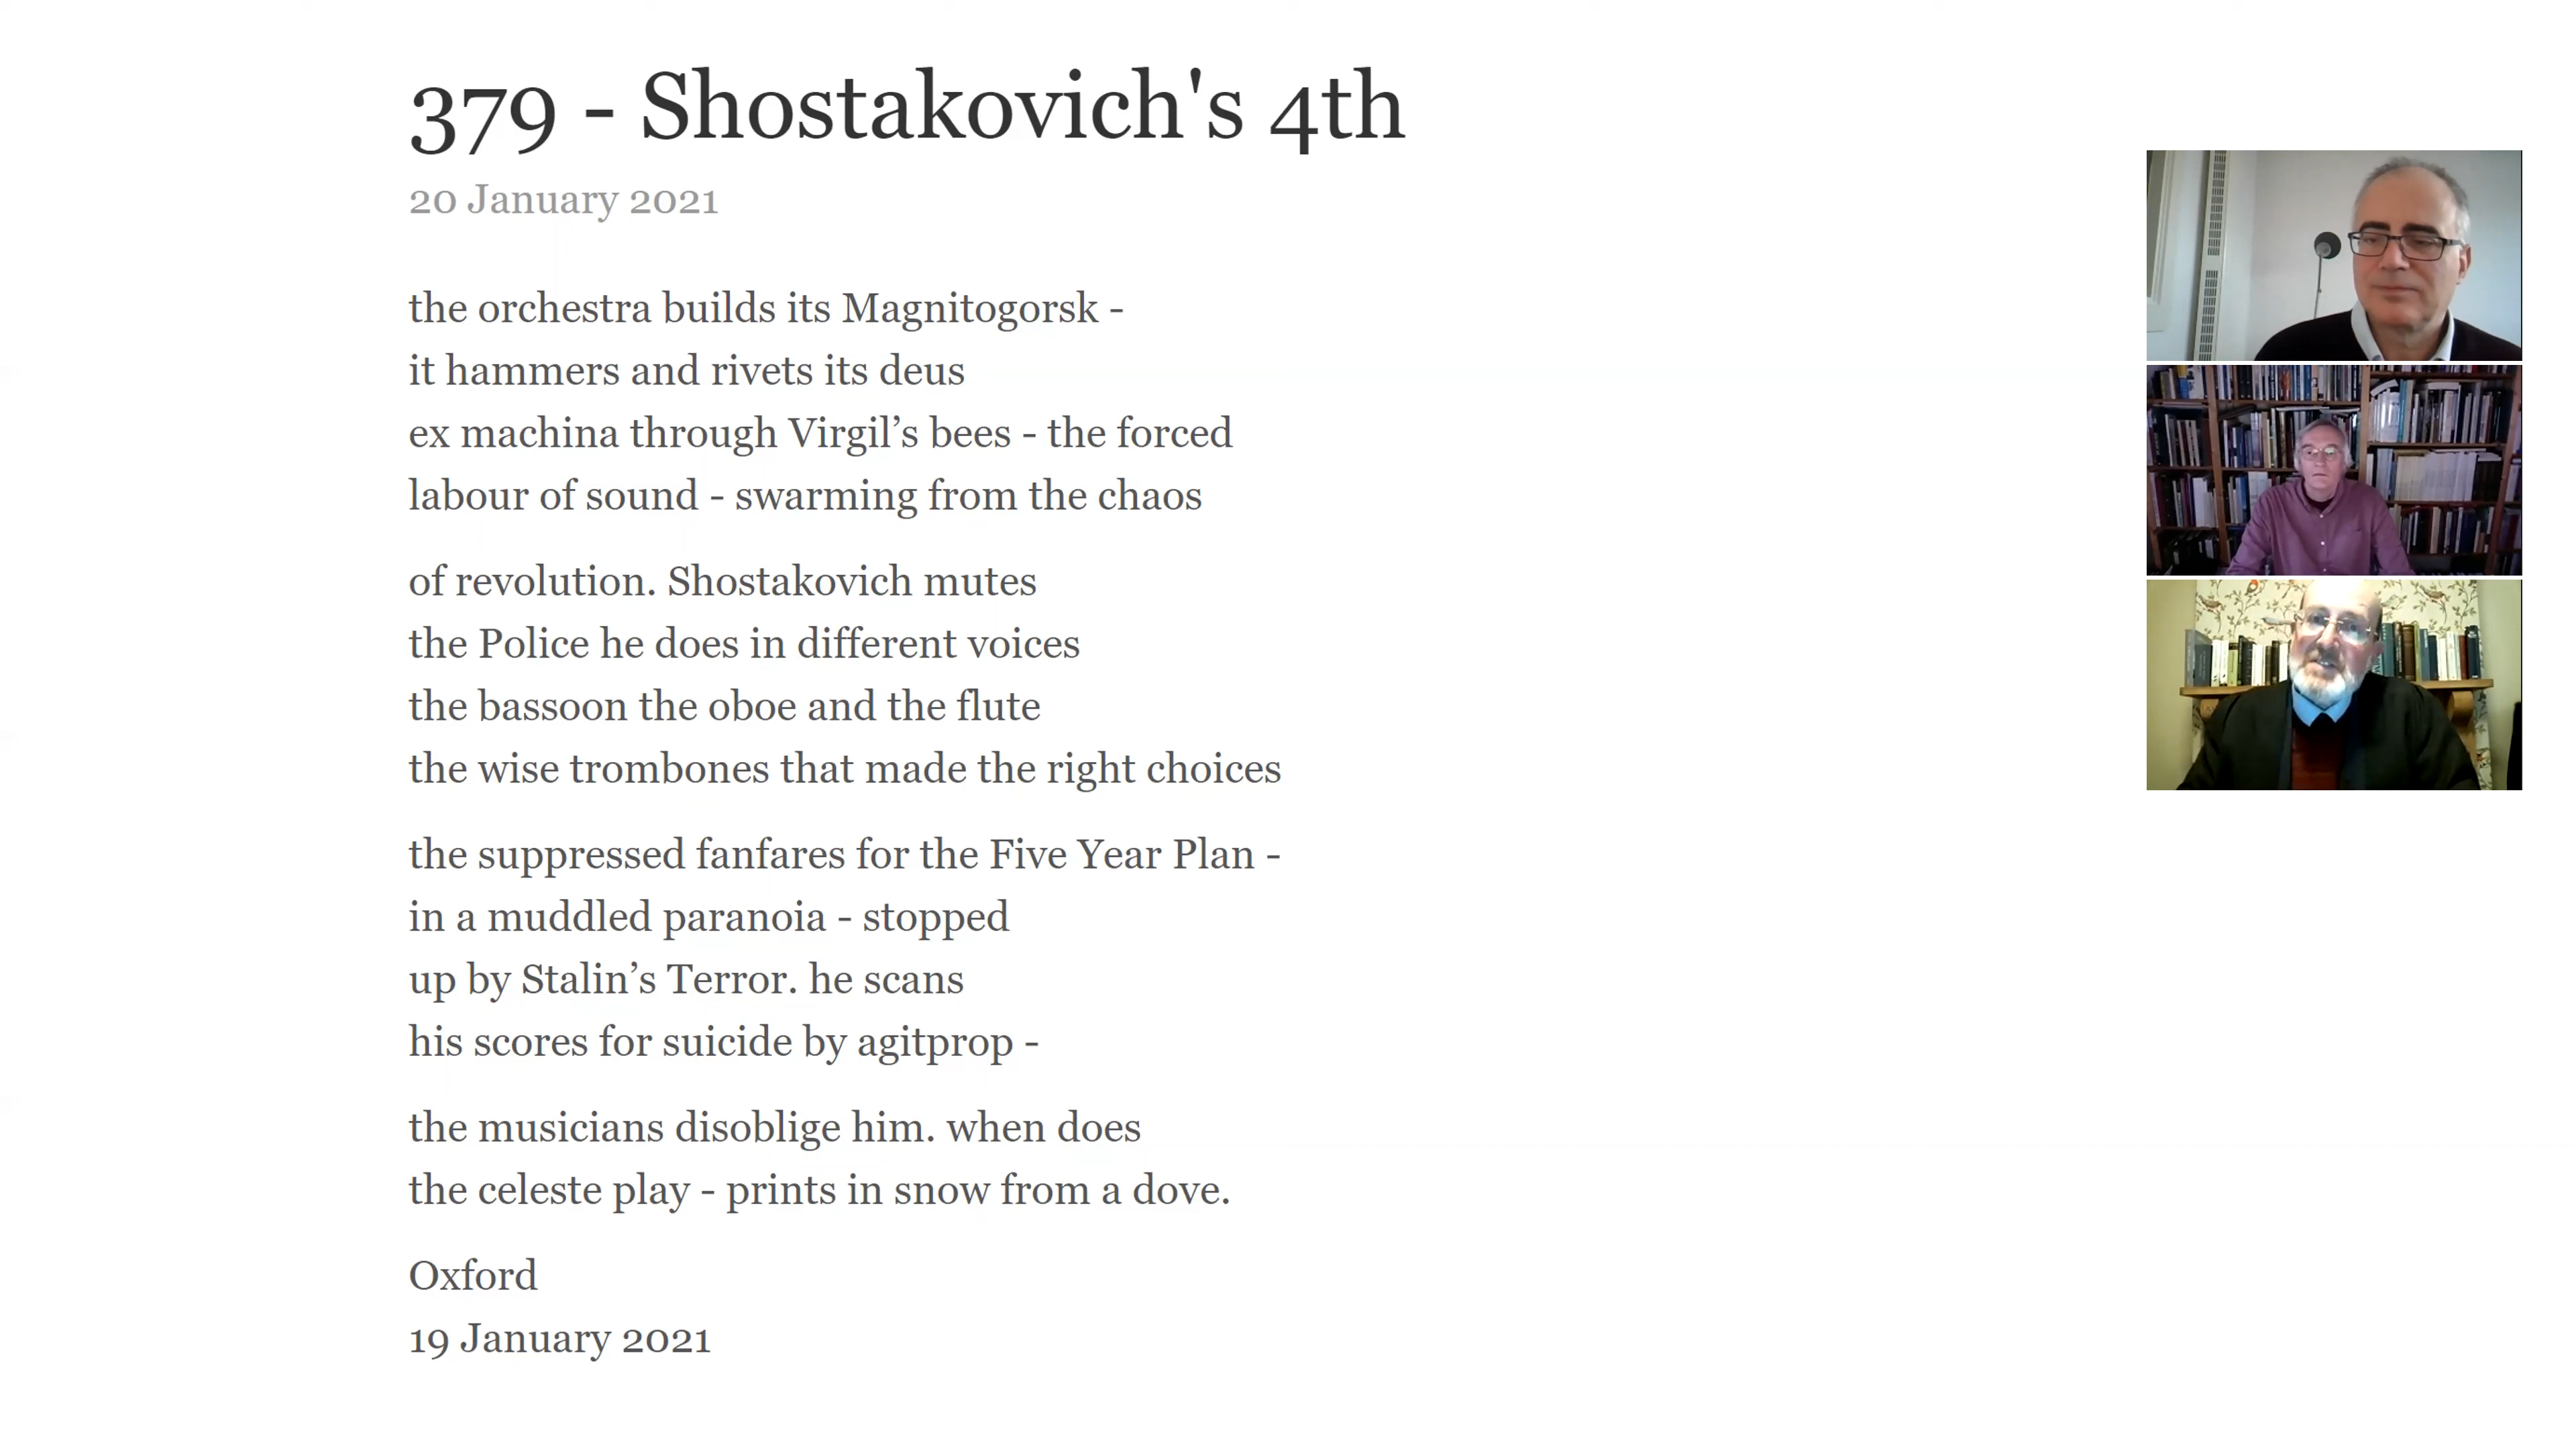 379 - Shostakovich's 4th
20 January 2021
the orchestra builds its Magnitogorsk -
it hammers and rivets its deus
ex machina through Virgil’s bees - the forced
labour of sound - swarming from the chaos
of revolution. Shostakovich mutes
the Police he does in different voices
the bassoon the oboe and the flute
the wise trombones that made the right choices
the suppressed fanfares for the Five Year Plan -
in a muddled paranoia - stopped
up by Stalin’s Terror. he scans
his scores for suicide by agitprop -
the musicians disoblige him. when does
the celeste play - prints in snow from a dove.
Oxford
19 January 2021